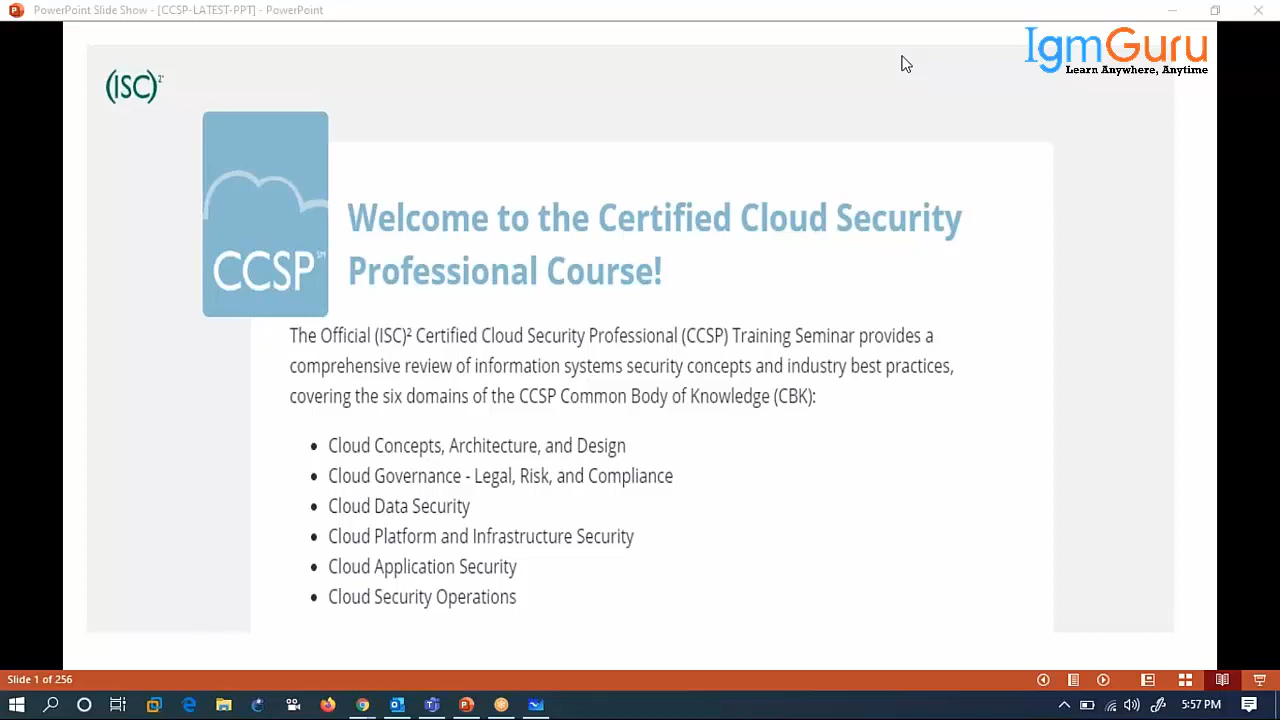 PowerPoint Slide Show - [CCSP-LATEST-PPT] - PowerPoint
IgmGuru
Learn Anywhere, Anytime
(ISC)²
CCSP℠
Welcome to the Certified Cloud Security
Professional Course!
The Official (ISC)² Certified Cloud Security Professional (CCSP) Training Seminar provides a
comprehensive review of information systems security concepts and industry best practices,
covering the six domains of the CCSP Common Body of Knowledge (CBK):
• Cloud Concepts, Architecture, and Design
• Cloud Governance - Legal, Risk, and Compliance
• Cloud Data Security
• Cloud Platform and Infrastructure Security
• Cloud Application Security
• Cloud Security Operations
Slide 1 of 256
5:57 PM